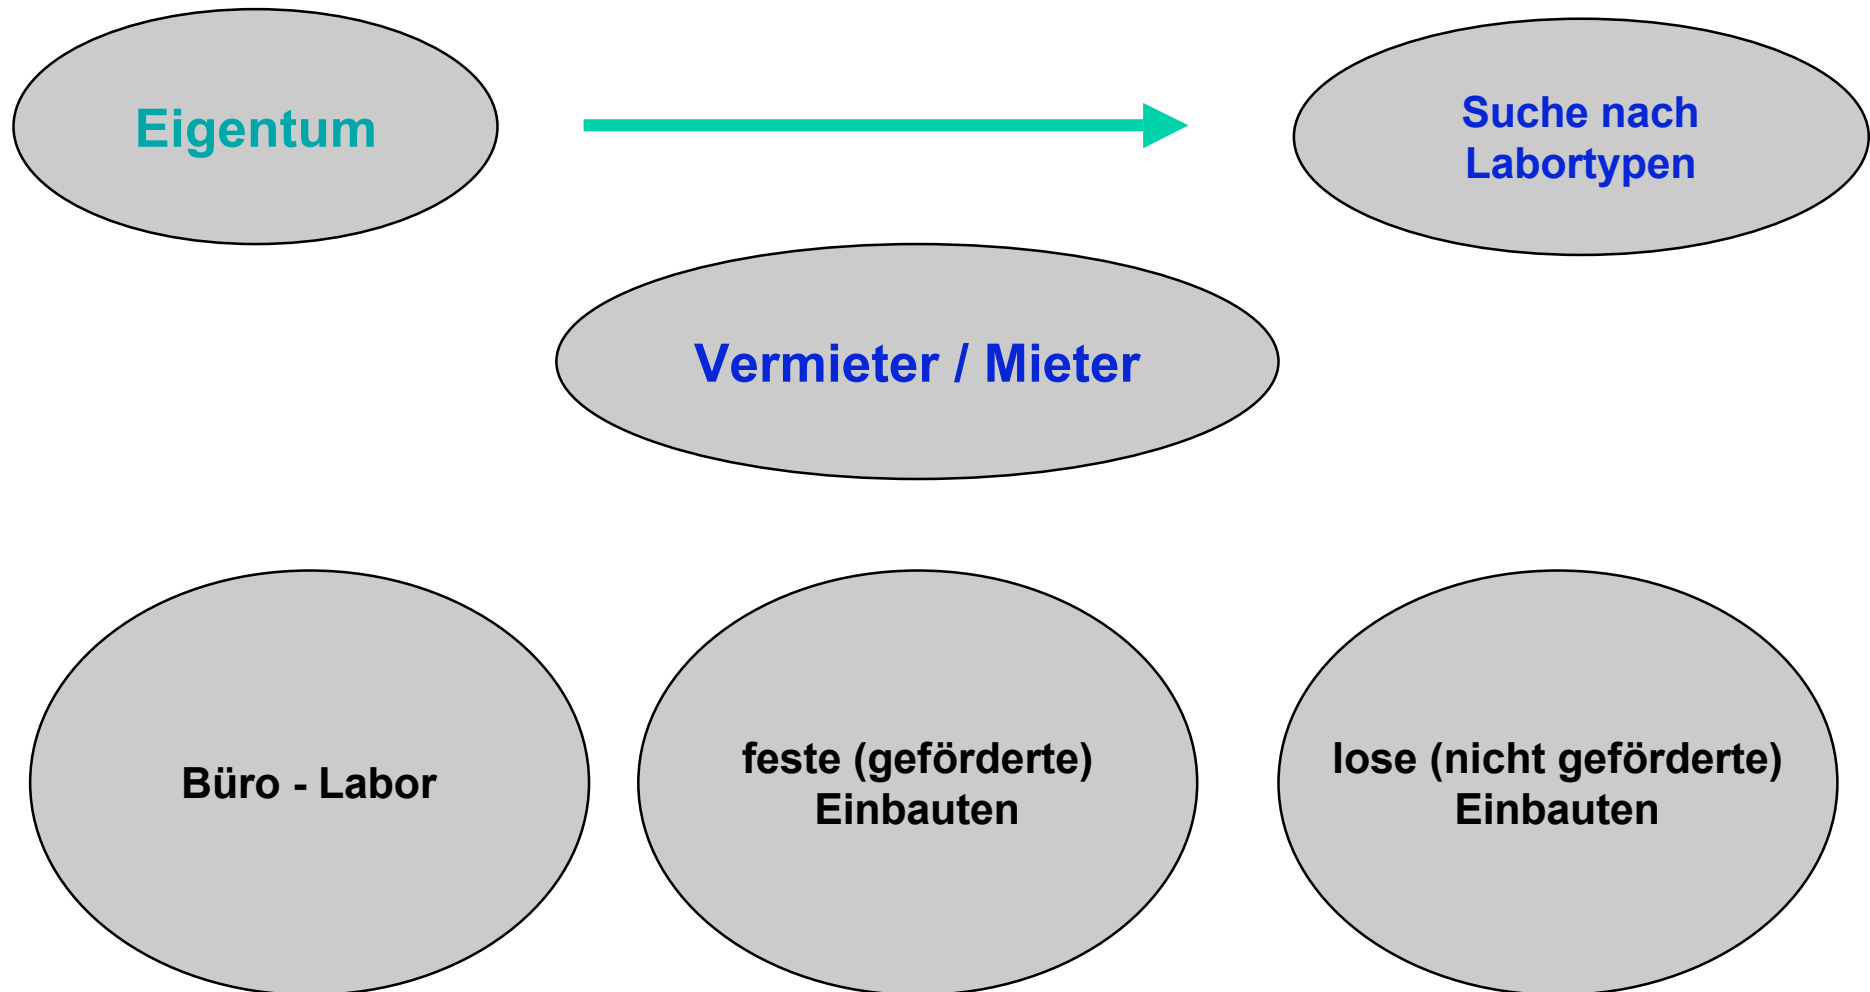 Eigentum
Suche nach
Labortypen
Vermieter / Mieter
Büro - Labor
feste (geförderte)
Einbauten
lose (nicht geförderte)
Einbauten